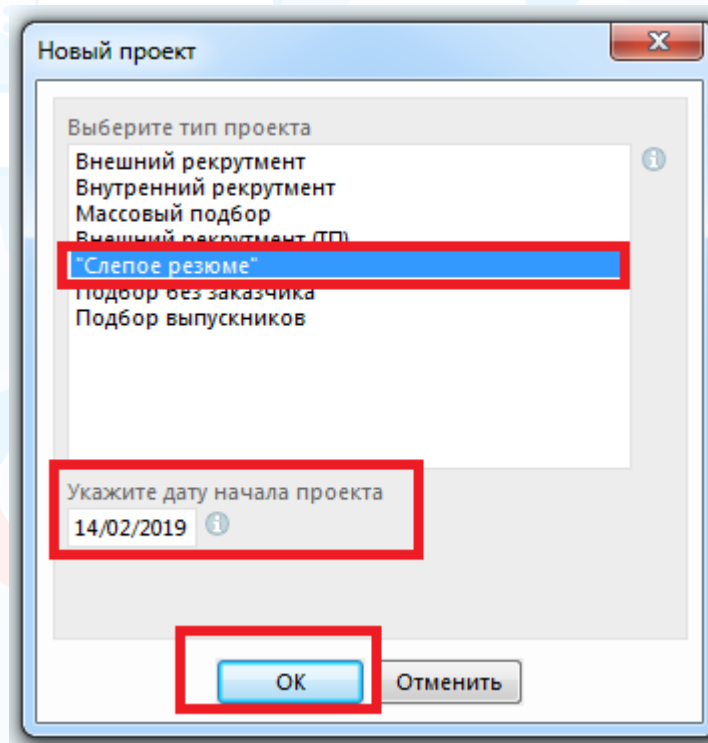 Новый проект
Выберите тип проекта
Внешний рекрутмент
Внутренний рекрутмент
Массовый подбор
Внешний рекрутмент (ТП)
"Слепое резюме"
Подбор без заказчика
Подбор выпускников
Укажите дату начала проекта
14/02/2019
OK Отменить